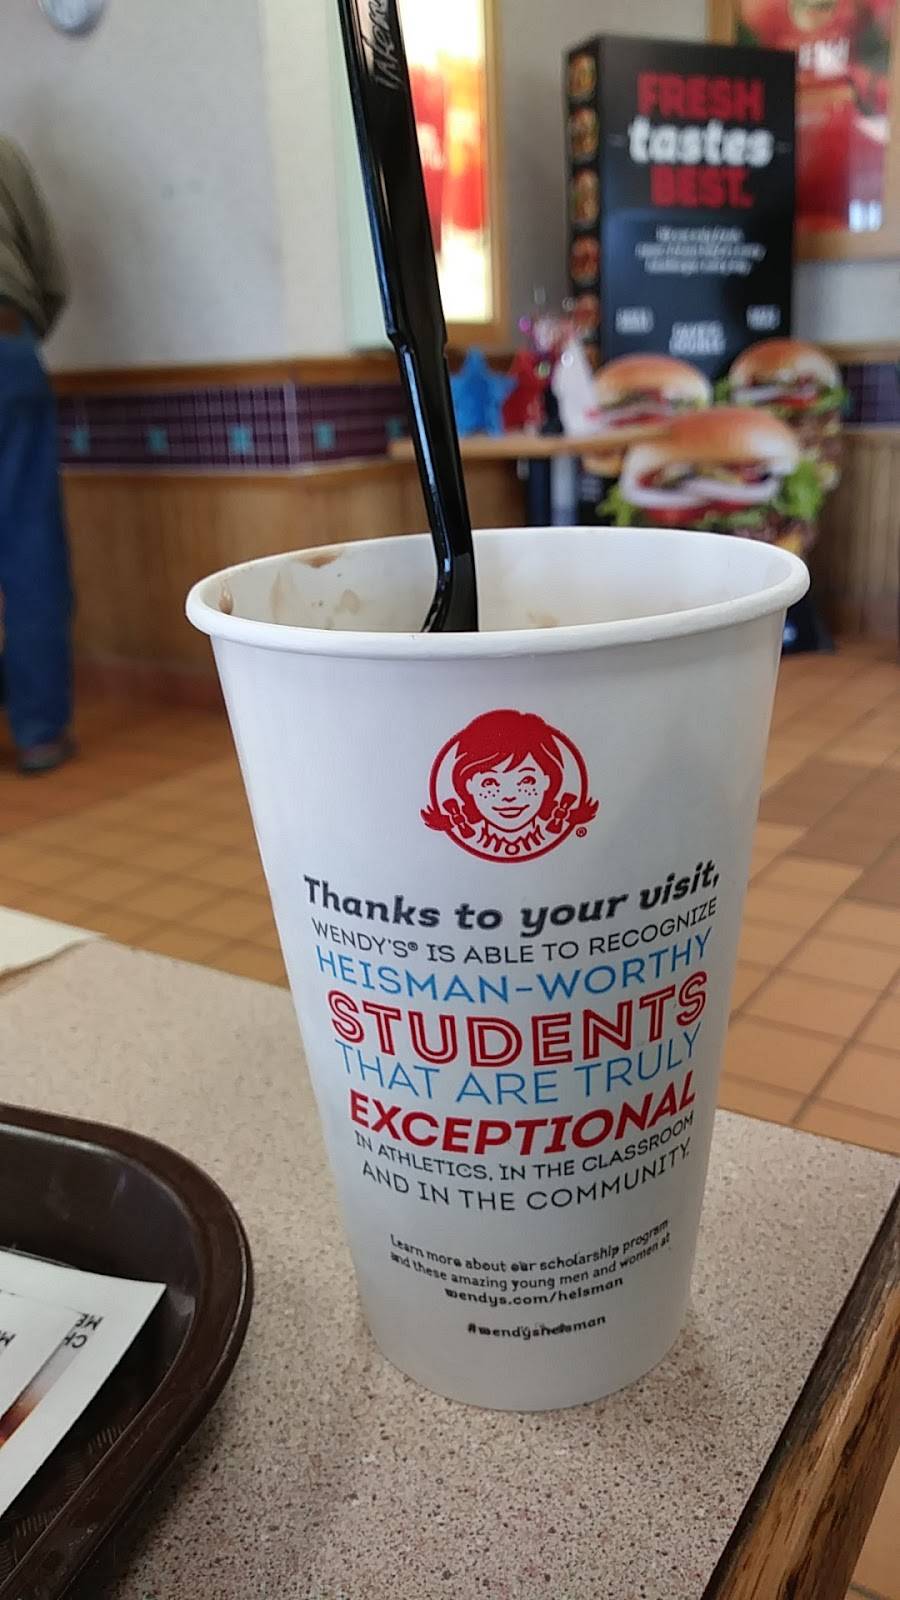 Wen
FRESH
tastes
BEST.
Thanks to your visit,
WENDY'S® IS ABLE TO RECOGNIZE
HEISMAN-WORTHY
STUDENTS
THAT ARE TRULY
EXCEPTIONAL
IN ATHLETICS, IN THE CLASSROOM
AND IN THE COMMUNITY.
Learn more about our scholarship program
and these amazing young men and women at
wendys.com/heisman
#wendysheisman